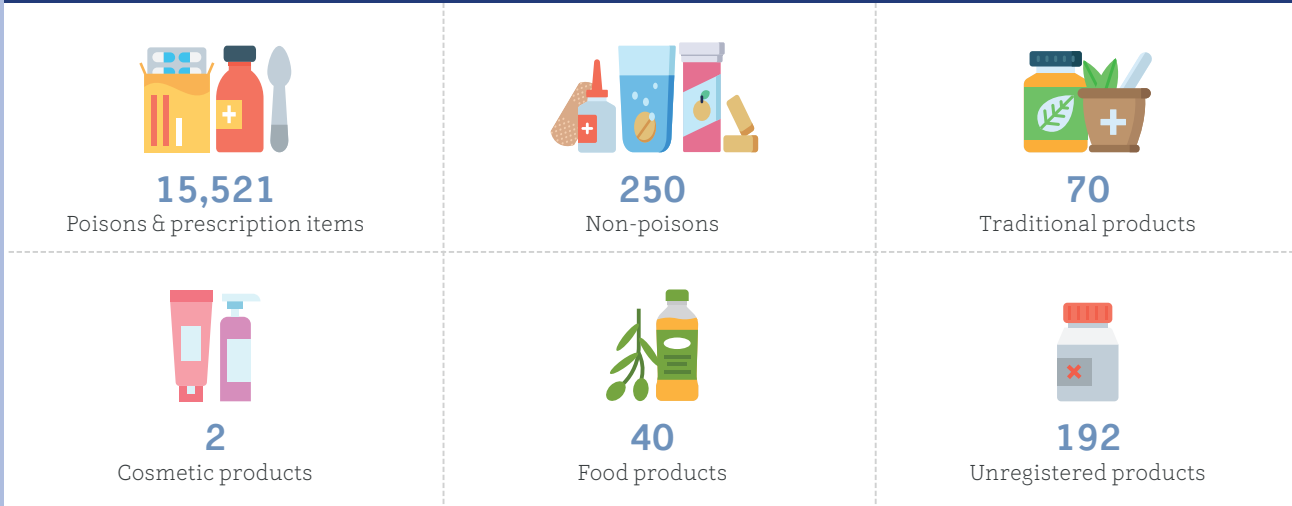 15,521
Poisons & prescription items
250
Non-poisons
70
Traditional products
2
Cosmetic products
40
Food products
192
Unregistered products